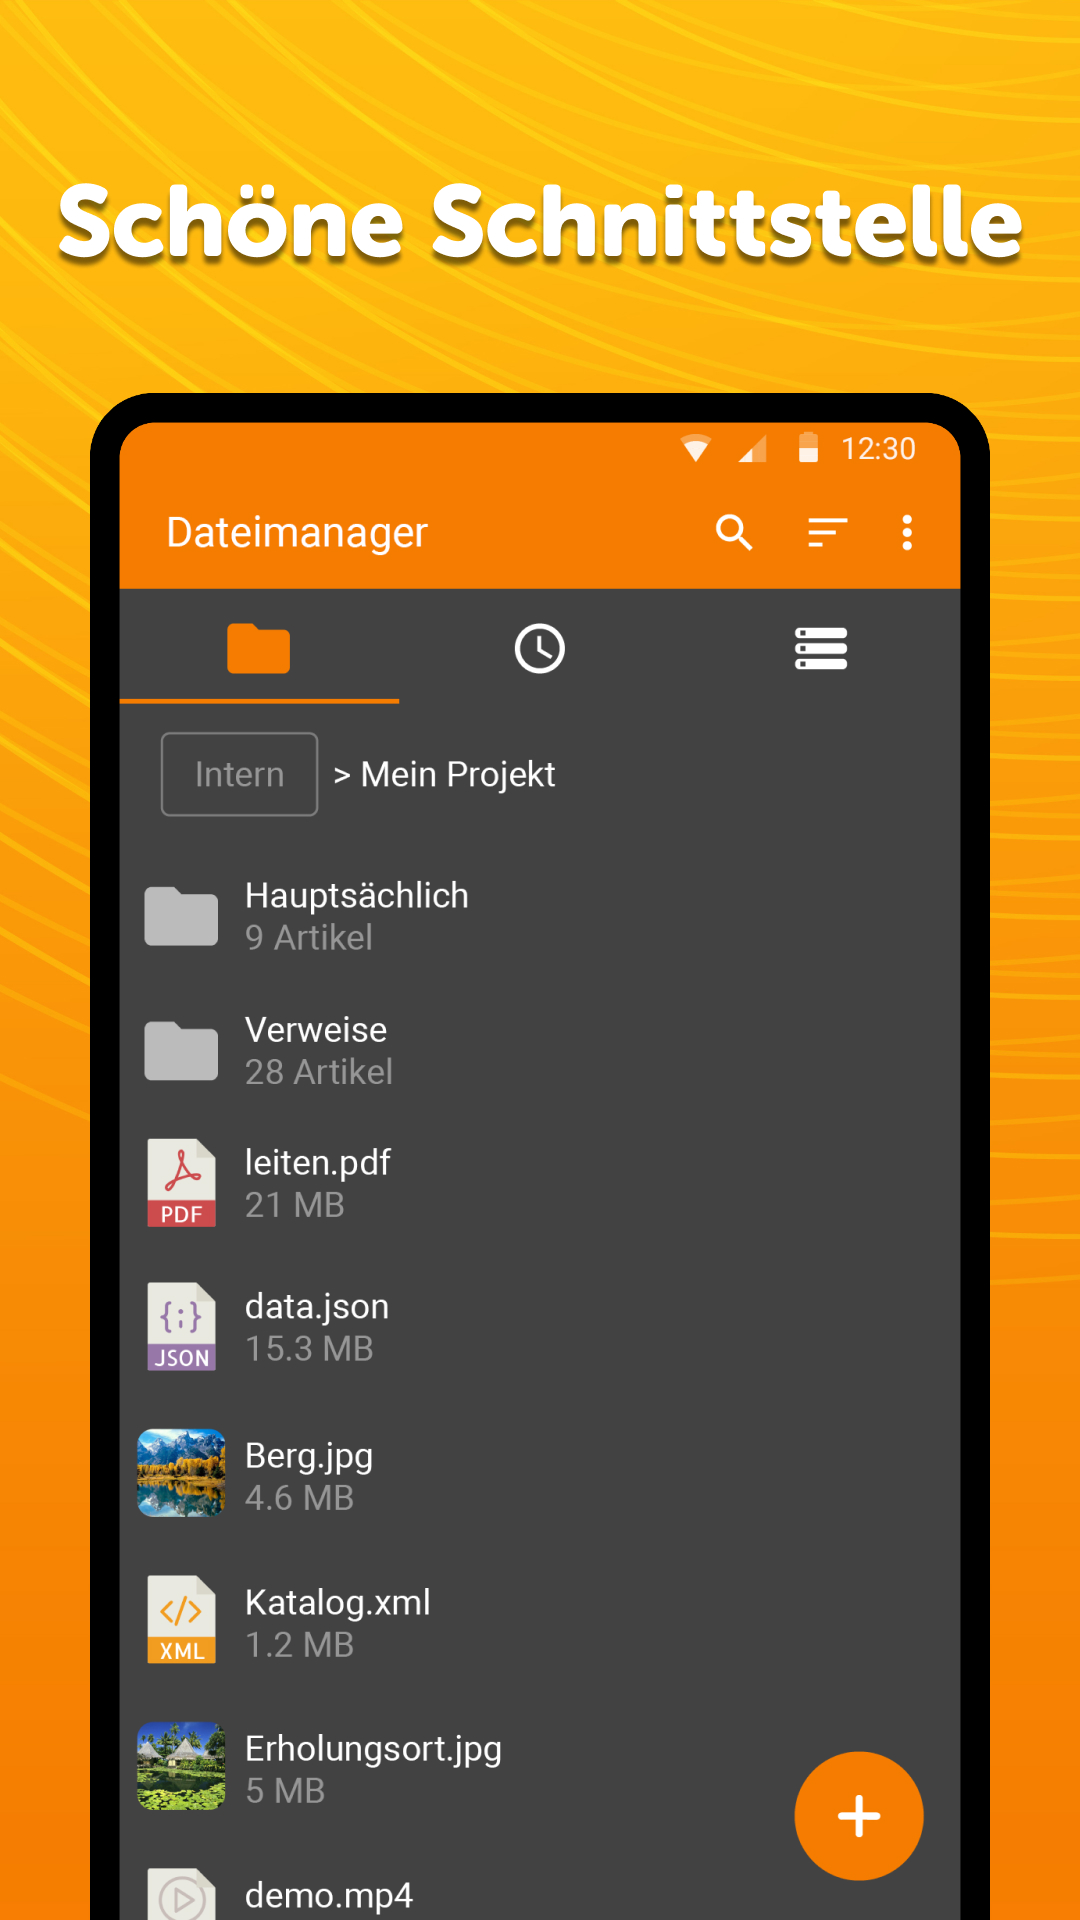 Schöne Schnittstelle
12:30
Dateimanager
Intern > Mein Projekt
Hauptsächlich
9 Artikel
Verweise
28 Artikel
leiten.pdf
21 MB
PDF
data.json
15.3 MB
{;}
JSON
Berg.jpg
4.6 MB
Katalog.xml
1.2 MB
</>
XML
Erholungsort.jpg
5 MB
demo.mp4